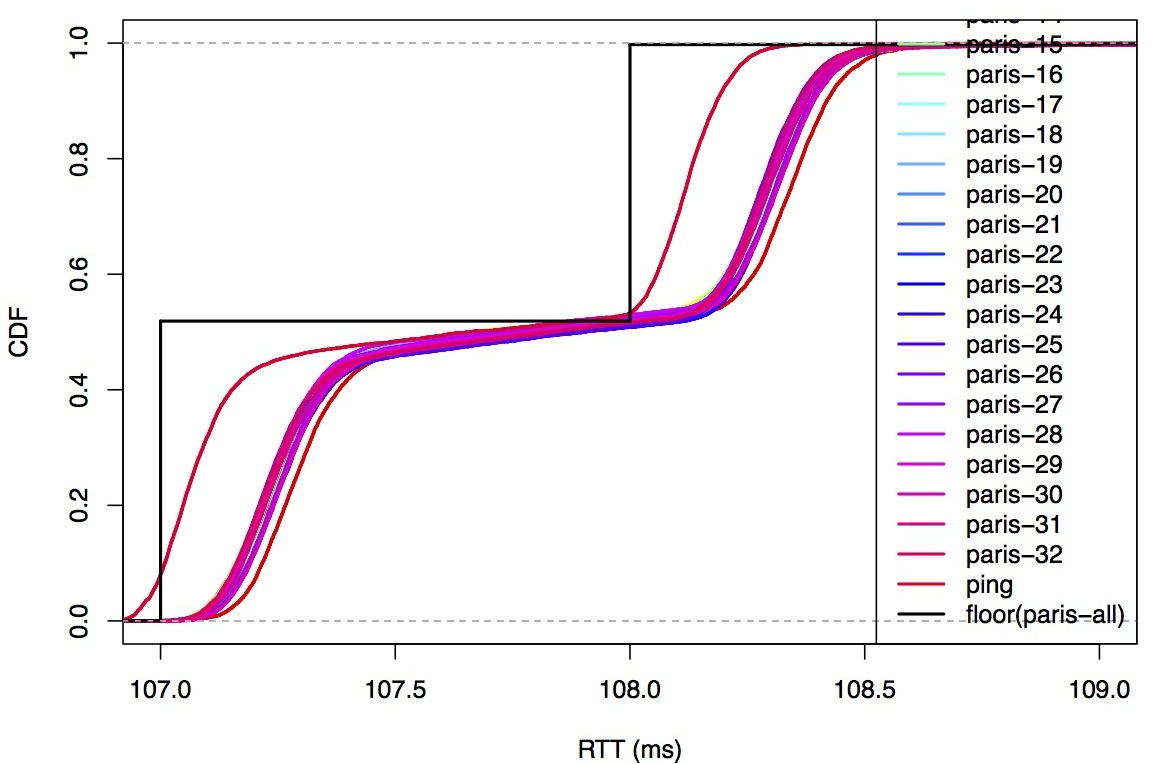 1.0
0.8
0.6
0.4
0.2
0.0
CDF
107.0
107.5
108.0
108.5
109.0
RTT (ms)
paris−15
paris−16
paris−17
paris−18
paris−19
paris−20
paris−21
paris−22
paris−23
paris−24
paris−25
paris−26
paris−27
paris−28
paris−29
paris−30
paris−31
paris−32
ping
floor(paris−all)